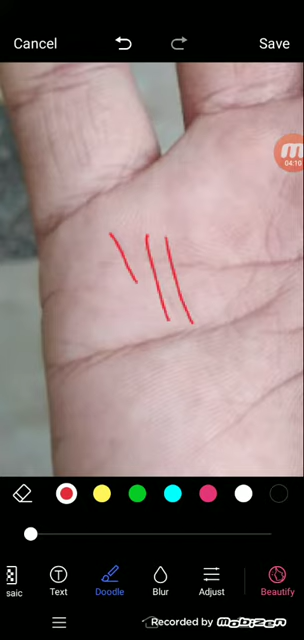 Cancel
Save
04:10
saic
Text
Doodle
Blur
Adjust
Beautify
Recorded by mobizen